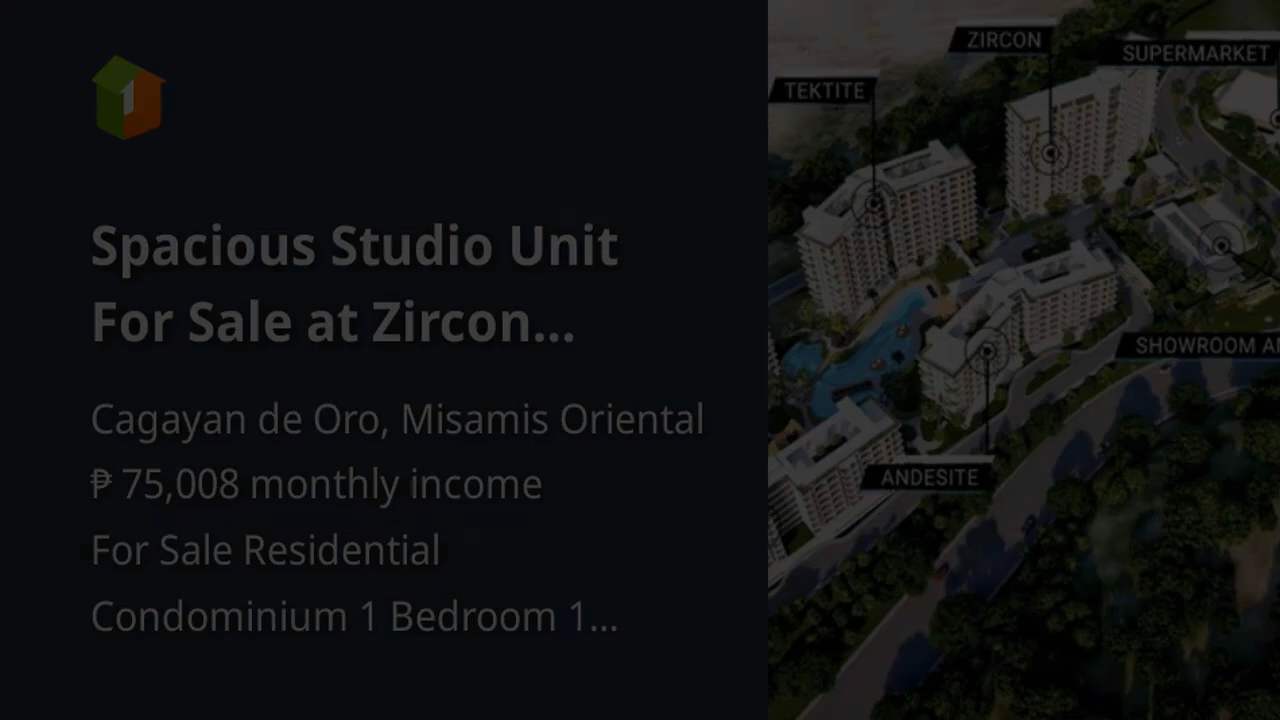 Spacious Studio Unit
For Sale at Zircon...
Cagayan de Oro, Misamis Oriental
₱ 75,008 monthly income
For Sale Residential
Condominium 1 Bedroom 1...
ZIRCON
SUPERMARKET
TEKTITE
SHOWROOM
ANDESITE